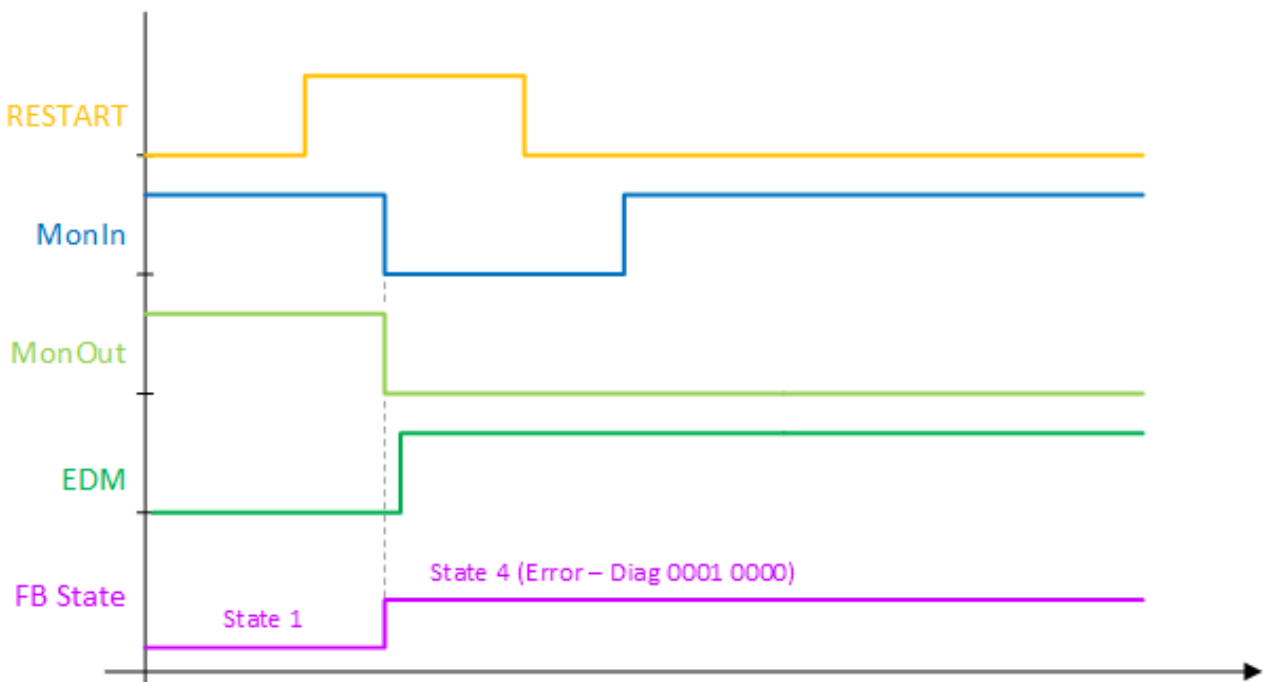 RESTART
MonIn
MonOut
EDM
State 4 (Error – Diag 0001 0000)
FB State
State 1